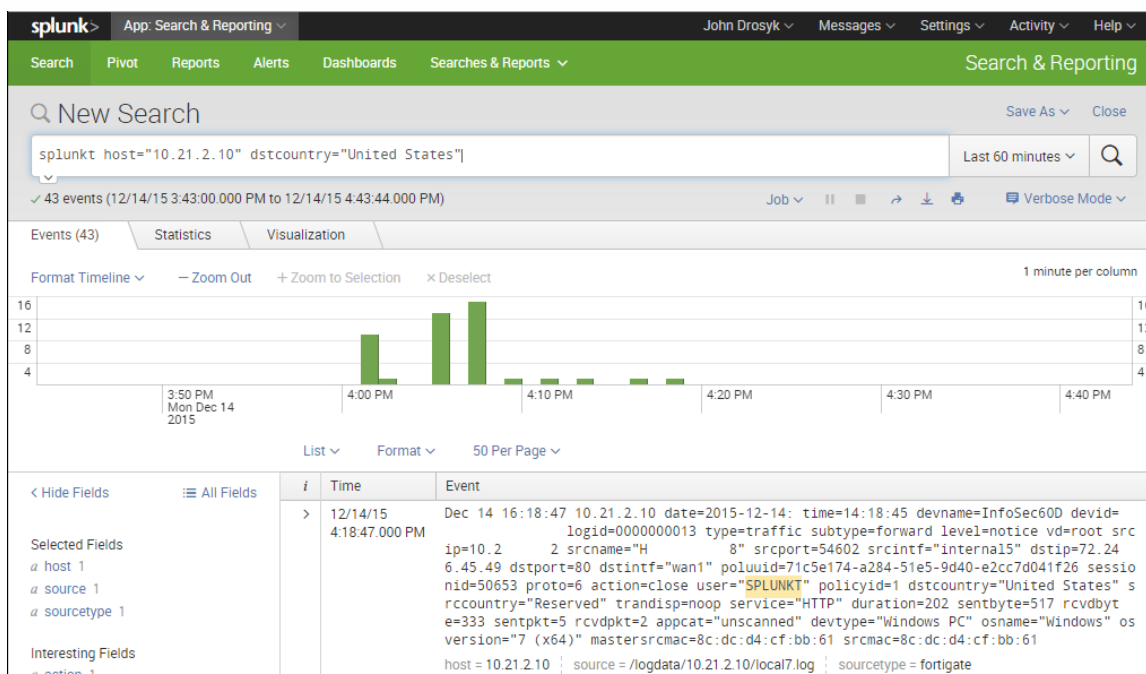 splunk> App: Search & Reporting John Drosyk Messages Settings Activity Help
Search Pivot Reports Alerts Dashboards Searches & Reports Search & Reporting
New Search Save As Close
splunkt host="10.21.2.10" dstcountry="United States" Last 60 minutes
43 events (12/14/15 3:43:00.000 PM to 12/14/15 4:43:44.000 PM) Job Verbose Mode
Events (43) Statistics Visualization
Format Timeline — Zoom Out + Zoom to Selection × Deselect 1 minute per column
16
12
8 8
4 4
3:50 PM 4:00 PM 4:10 PM 4:20 PM 4:30 PM 4:40 PM
Mon Dec 14
2015
List Format 50 Per Page
< Hide Fields All Fields i Time Event
> 12/14/15 Dec 14 16:18:47 10.21.2.10 date=2015-12-14: time=14:18:45 devname=InfoSec60D devid=
4:18:47.000 PM logid=0000000013 type=traffic subtype=forward level=notice vd=root src
Selected Fields ip=10.2 2 srcname="H 8" srcport=54602 srcintf="internal5" dstip=72.24
a host 1 6.45.49 dstport=80 dstintf="wan1" poluuid=71c5e174-a284-51e5-9d40-e2cc7d041f26 sessio
a source 1 nid=50653 proto=6 action=close user="SPLUNKT" policyid=1 dstcountry="United States" s
a sourcetype 1 rccountry="Reserved" trandisp=noop service="HTTP" duration=202 sentbyte=517 rcvdbyt
e=333 sentpkt=5 rcvdpkt=2 appcat="unscanned" devtype="Windows PC" osname="Windows" os
Interesting Fields version="7 (x64)" mastersrcmac=8c:dc:d4:cf:bb:61 srcmac=8c:dc:d4:cf:bb:61
a action 1 host = 10.21.2.10 source = /logdata/10.21.2.10/local7.log sourcetype = fortigate